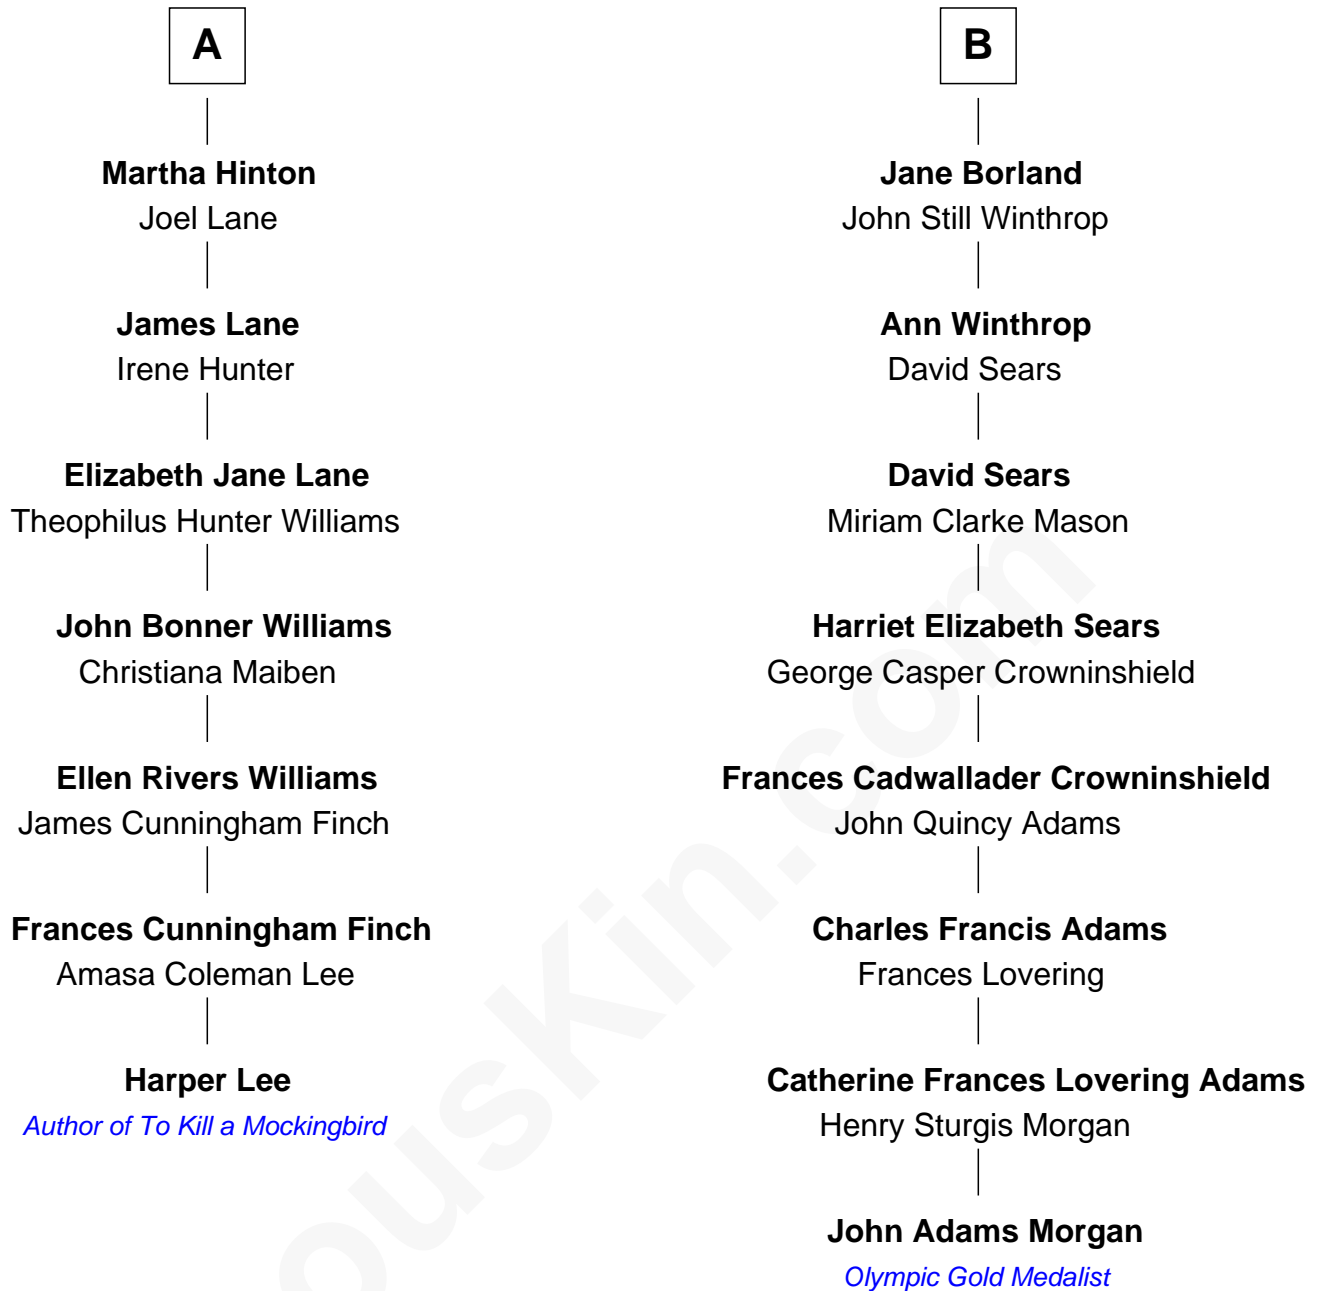 A
Martha Hinton
Joel Lane
James Lane
Irene Hunter
Elizabeth Jane Lane
Theophilus Hunter Williams
John Bonner Williams
Christiana Maiben
Ellen Rivers Williams
James Cunningham Finch
Frances Cunningham Finch
Amasa Coleman Lee
Harper Lee
Author of To Kill a Mockingbird
B
Jane Borland
John Still Winthrop
Ann Winthrop
David Sears
David Sears
Miriam Clarke Mason
Harriet Elizabeth Sears
George Casper Crowninshield
Frances Cadwallader Crowninshield
John Quincy Adams
Charles Francis Adams
Frances Lovering
Catherine Frances Lovering Adams
Henry Sturgis Morgan
John Adams Morgan
Olympic Gold Medalist
ousKin.com